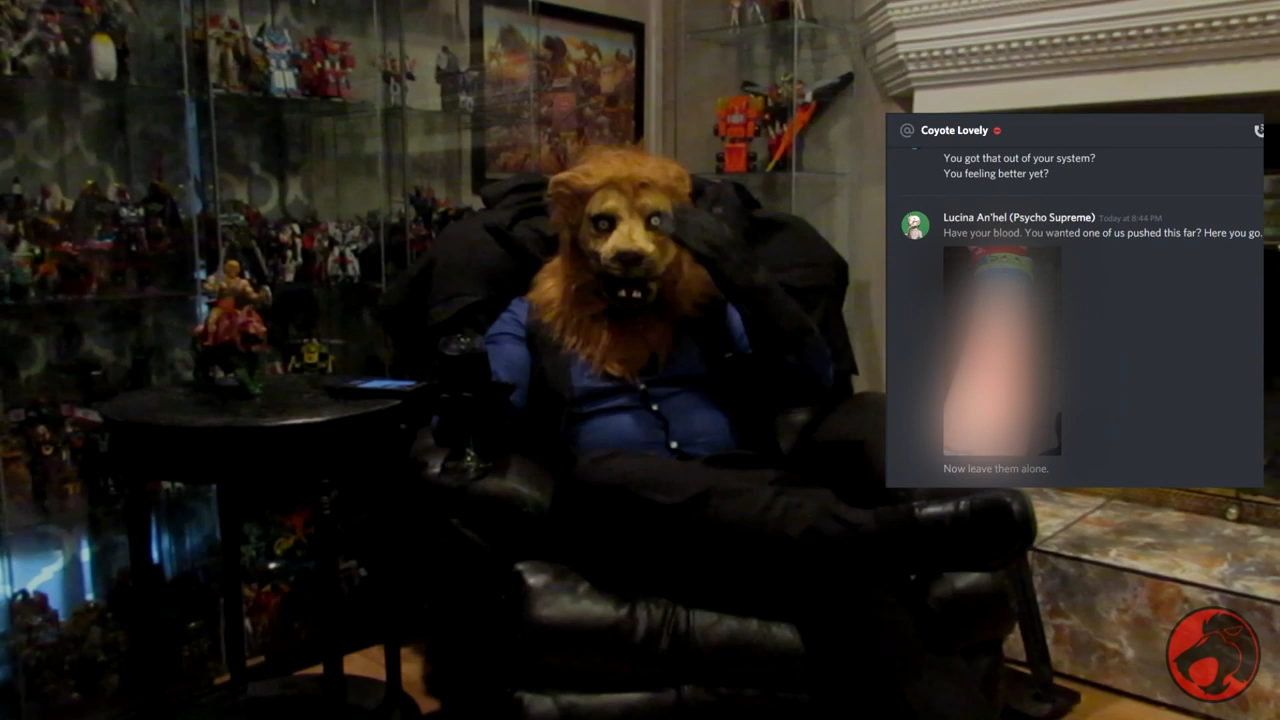 @ Coyote Lovely
You got that out of your system?
You feeling better yet?
Lucina An'hel (Psycho Supreme) Today at 8:44 PM
Have your blood. You wanted one of us pushed this far? Here you go.
Now leave them alone.